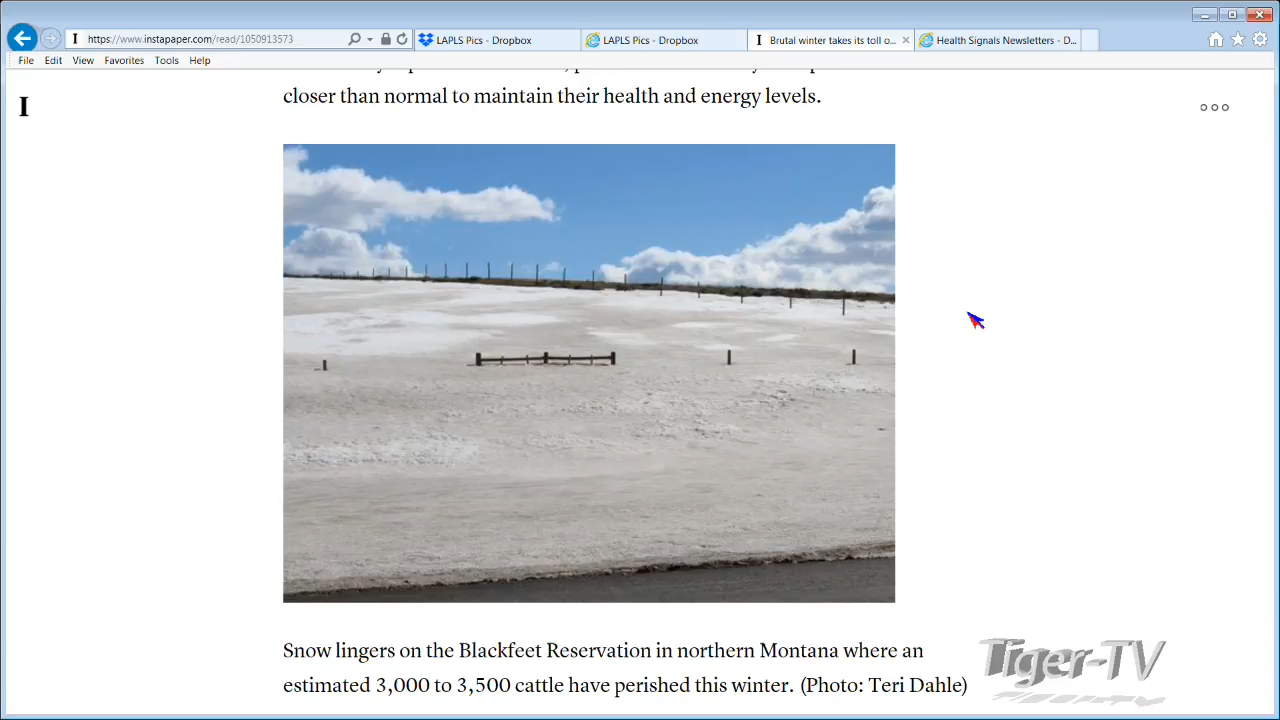 https://www.instapaper.com/read/1050913573
LAPLS Pics - Dropbox
LAPLS Pics - Dropbox
I Brutal winter takes its toll o...
Health Signals Newsletters - D...
File Edit View Favorites Tools Help
closer than normal to maintain their health and energy levels.
I
Snow lingers on the Blackfeet Reservation in northern Montana where an
estimated 3,000 to 3,500 cattle have perished this winter. (Photo: Teri Dahle)
Tiger-TV